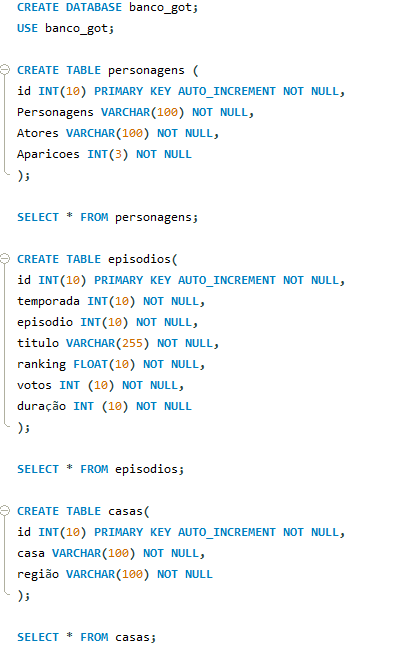 CREATE DATABASE banco_got;
USE banco_got;
CREATE TABLE personagens (
id INT(10) PRIMARY KEY AUTO_INCREMENT NOT NULL,
Personagens VARCHAR(100) NOT NULL,
Atores VARCHAR(100) NOT NULL,
Aparicoes INT(3) NOT NULL
);
SELECT * FROM personagens;
CREATE TABLE episodios(
id INT(10) PRIMARY KEY AUTO_INCREMENT NOT NULL,
temporada INT(10) NOT NULL,
episodio INT(10) NOT NULL,
titulo VARCHAR(255) NOT NULL,
ranking FLOAT(10) NOT NULL,
votos INT (10) NOT NULL,
duração INT (10) NOT NULL
);
SELECT * FROM episodios;
CREATE TABLE casas(
id INT(10) PRIMARY KEY AUTO_INCREMENT NOT NULL,
casa VARCHAR(100) NOT NULL,
região VARCHAR(100) NOT NULL
);
SELECT * FROM casas;